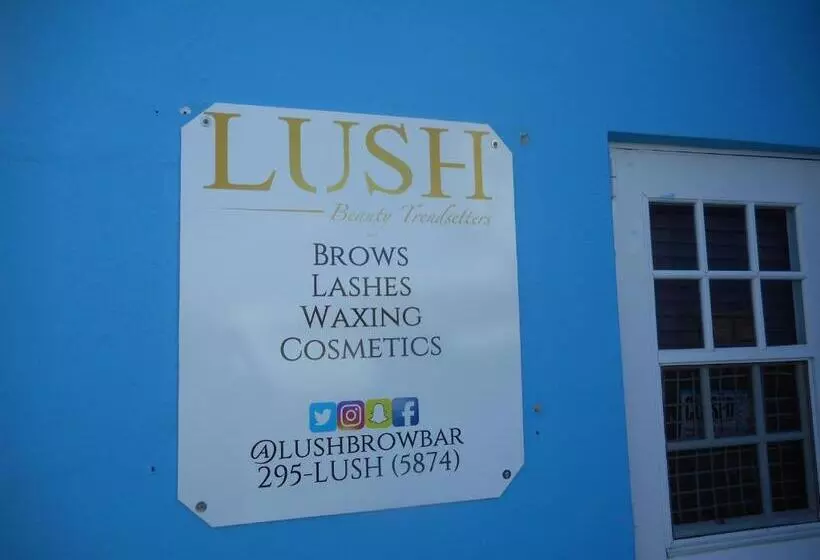 LUSH
Beauty Trendsetters
BROWS
LASHES
WAXING
COSMETICS
@LUSHBROWBAR
295-LUSH (5874)